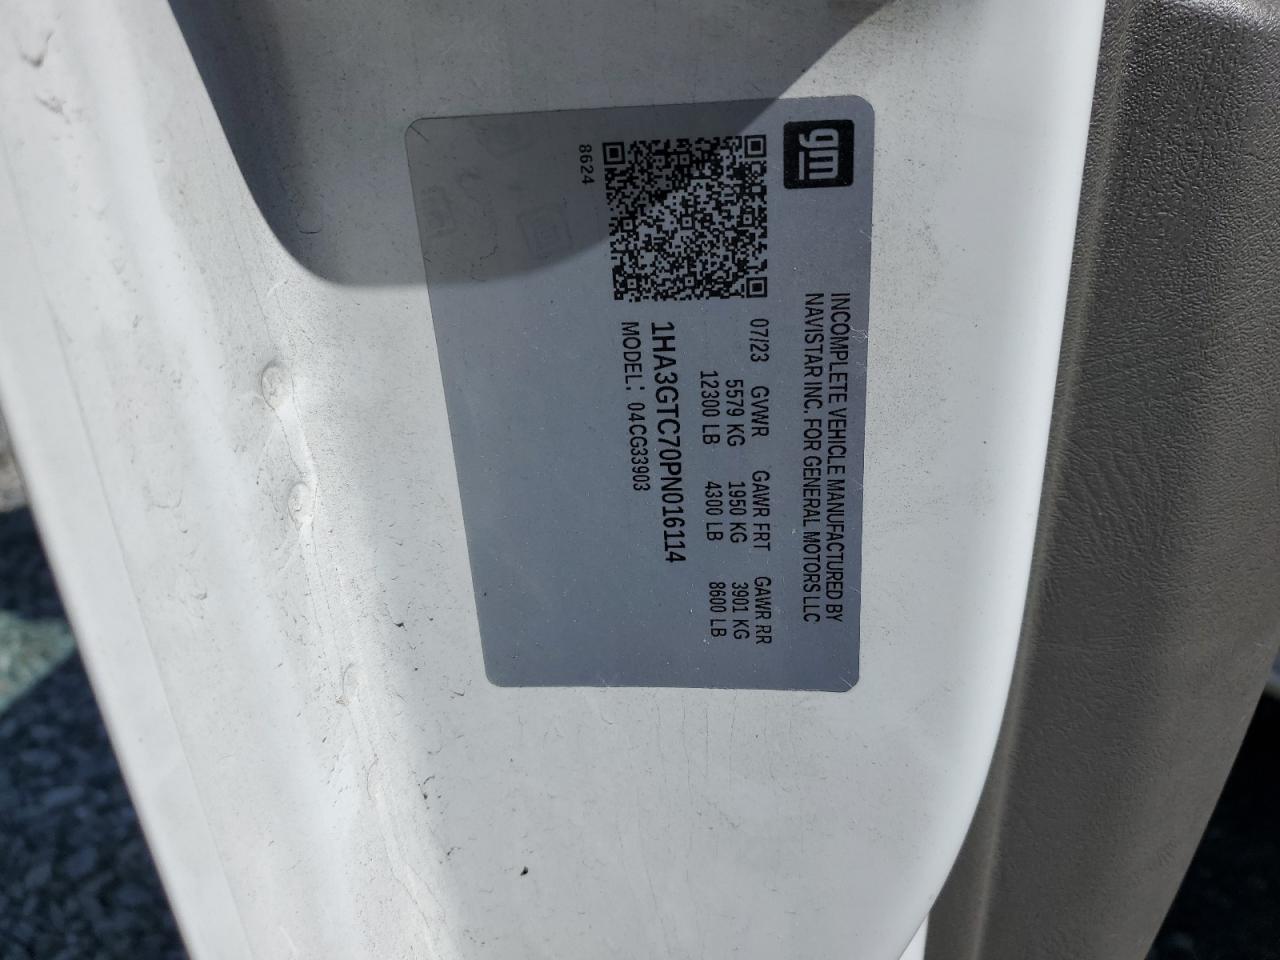 gm
INCOMPLETE VEHICLE MANUFACTURED BY
NAVISTAR INC. FOR GENERAL MOTORS LLC
07/23 GVWR GAWR FRT GAWR RR
5579 KG 1950 KG 3901 KG
12300 LB 4300 LB 8600 LB
1HA3GTC70PN016114
MODEL: 04CG33903
8624